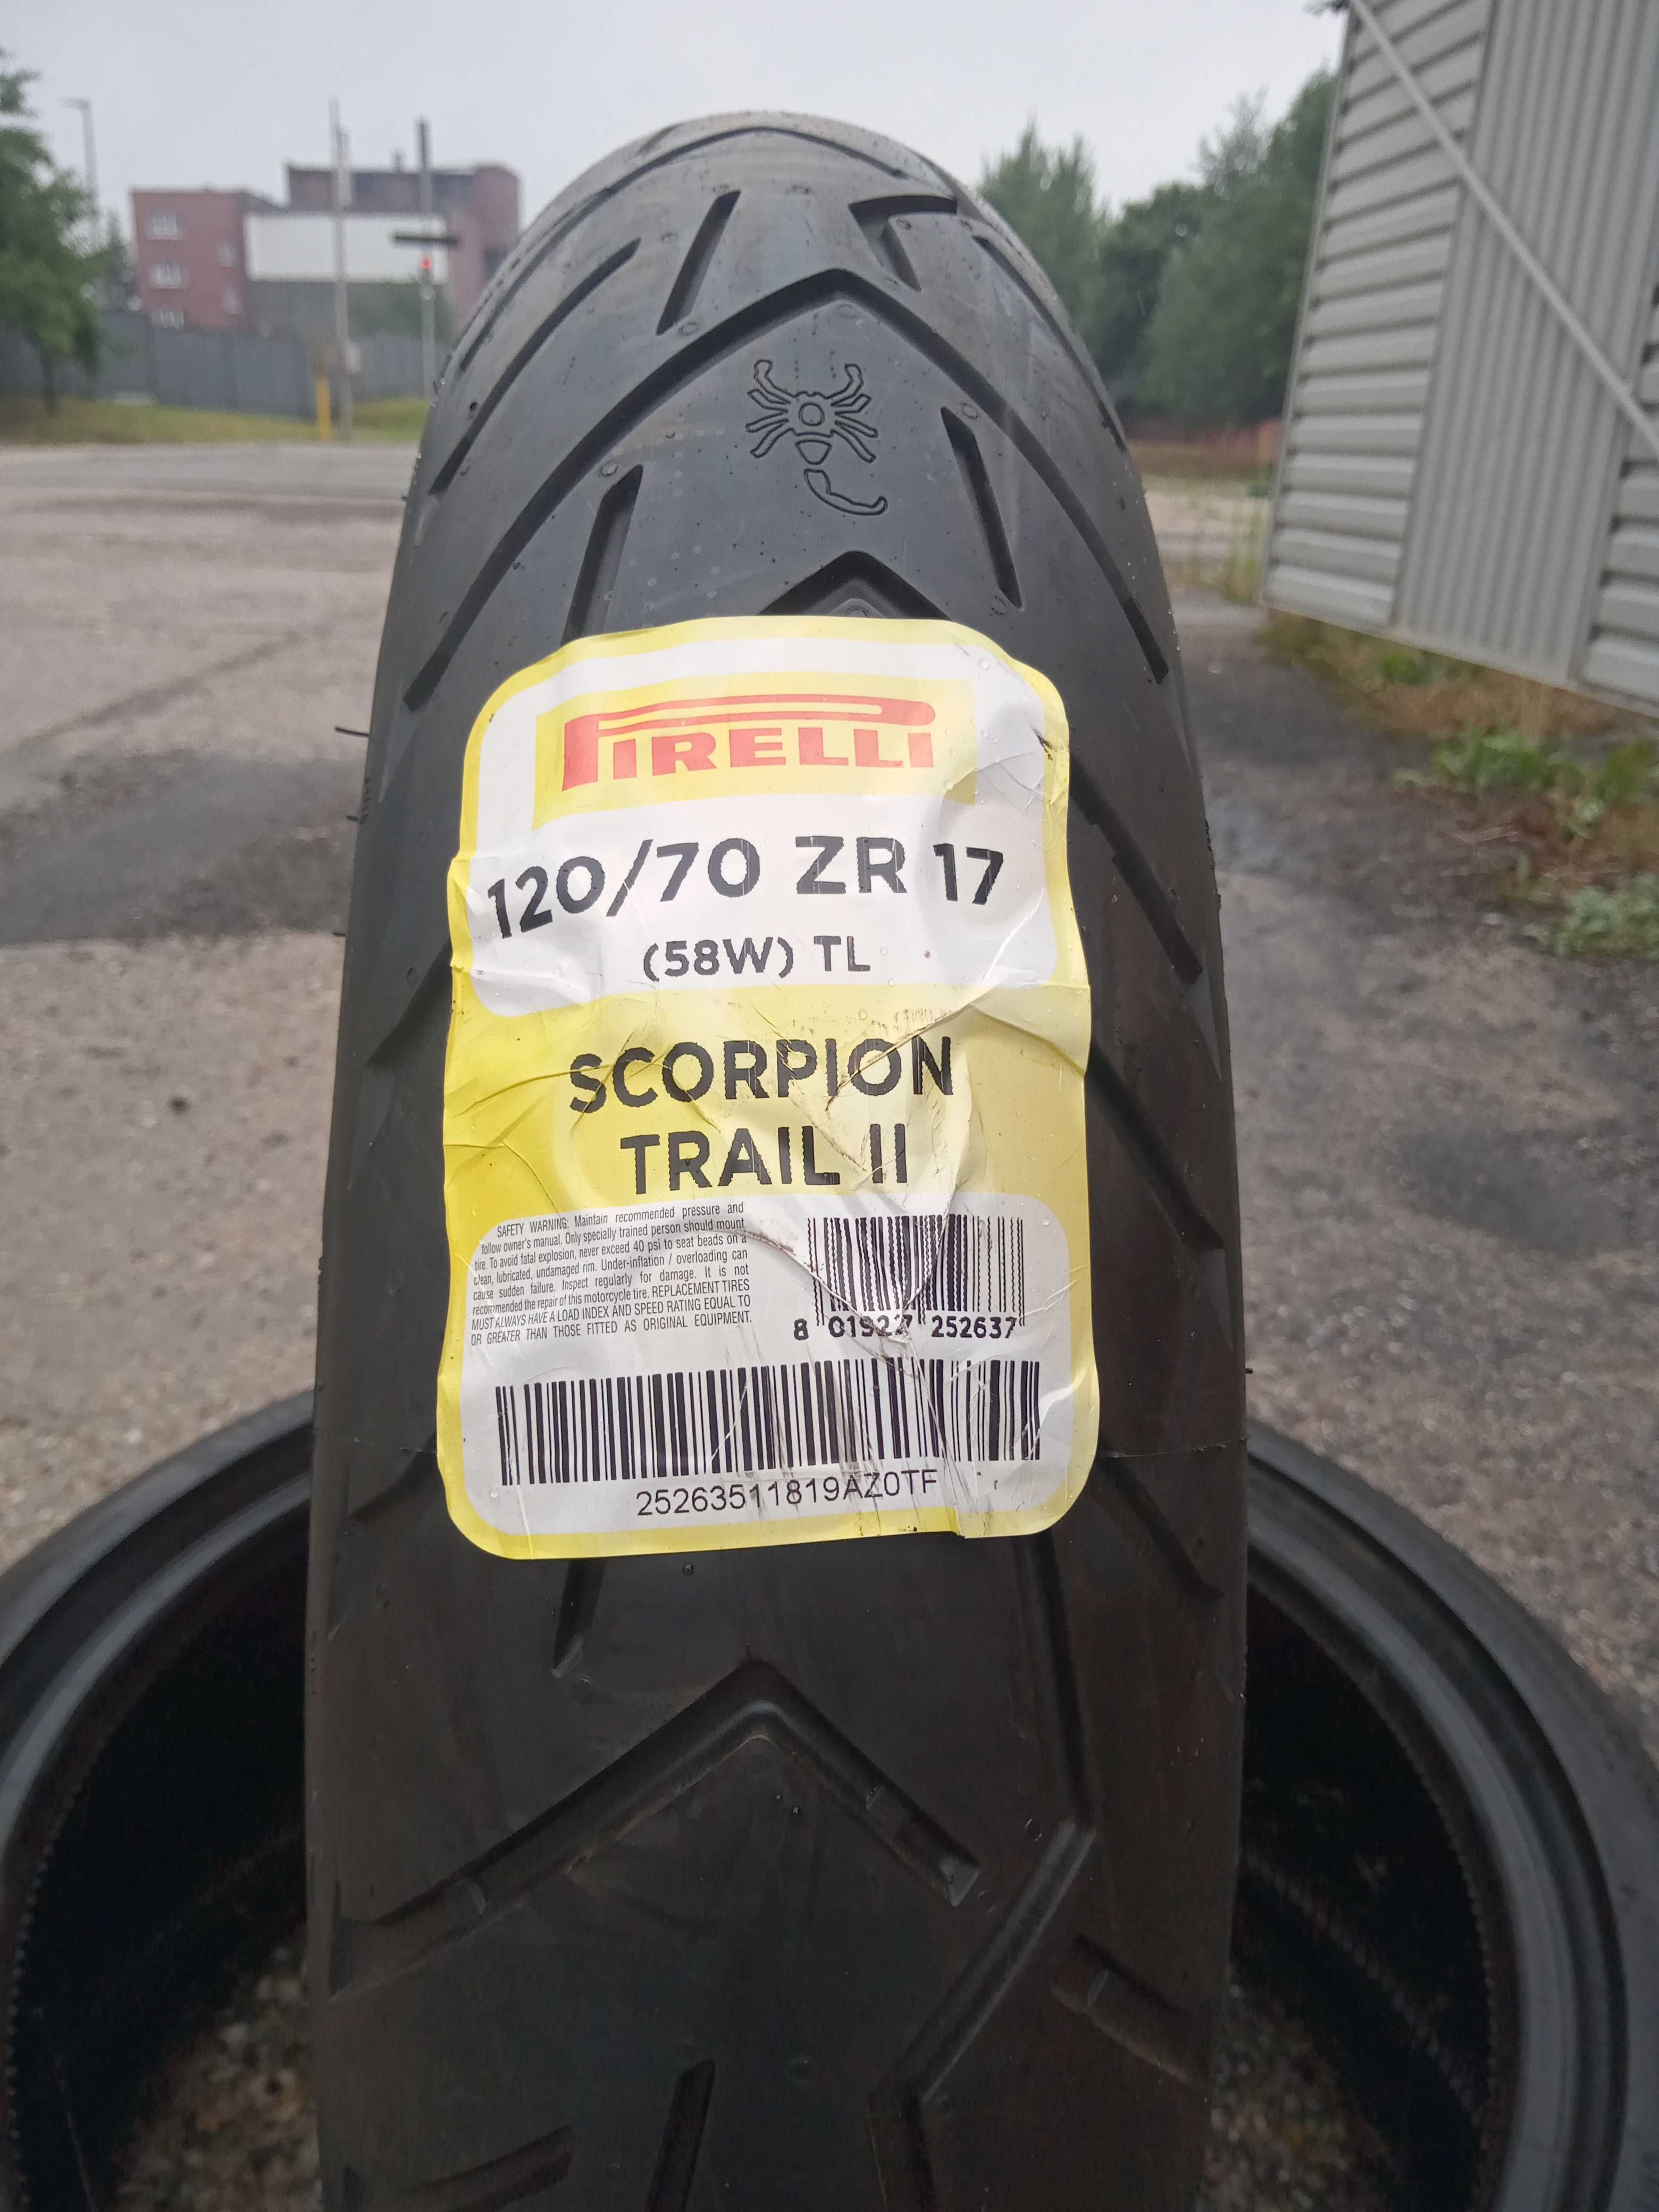 PIRELLI
120/70 ZR 17
(58W) TL
SCORPION
TRAIL II
SAFETY WARNING: Maintain recommended pressure and
follow owner's manual. Only specially trained person should mount
tire. To avoid fatal explosion, never exceed 40 psi to seat beads on a
clean, lubricated, undamaged rim. Under-inflation / overloading can
cause sudden failure. Inspect regularly for damage. It is not
recommended the repair of this motorcycle tire. REPLACEMENT TIRES
MUST ALWAYS HAVE A LOAD INDEX AND SPEED RATING EQUAL TO
OR GREATER THAN THOSE FITTED AS ORIGINAL EQUIPMENT.
8 019227 252637
25263511819AZ0TF